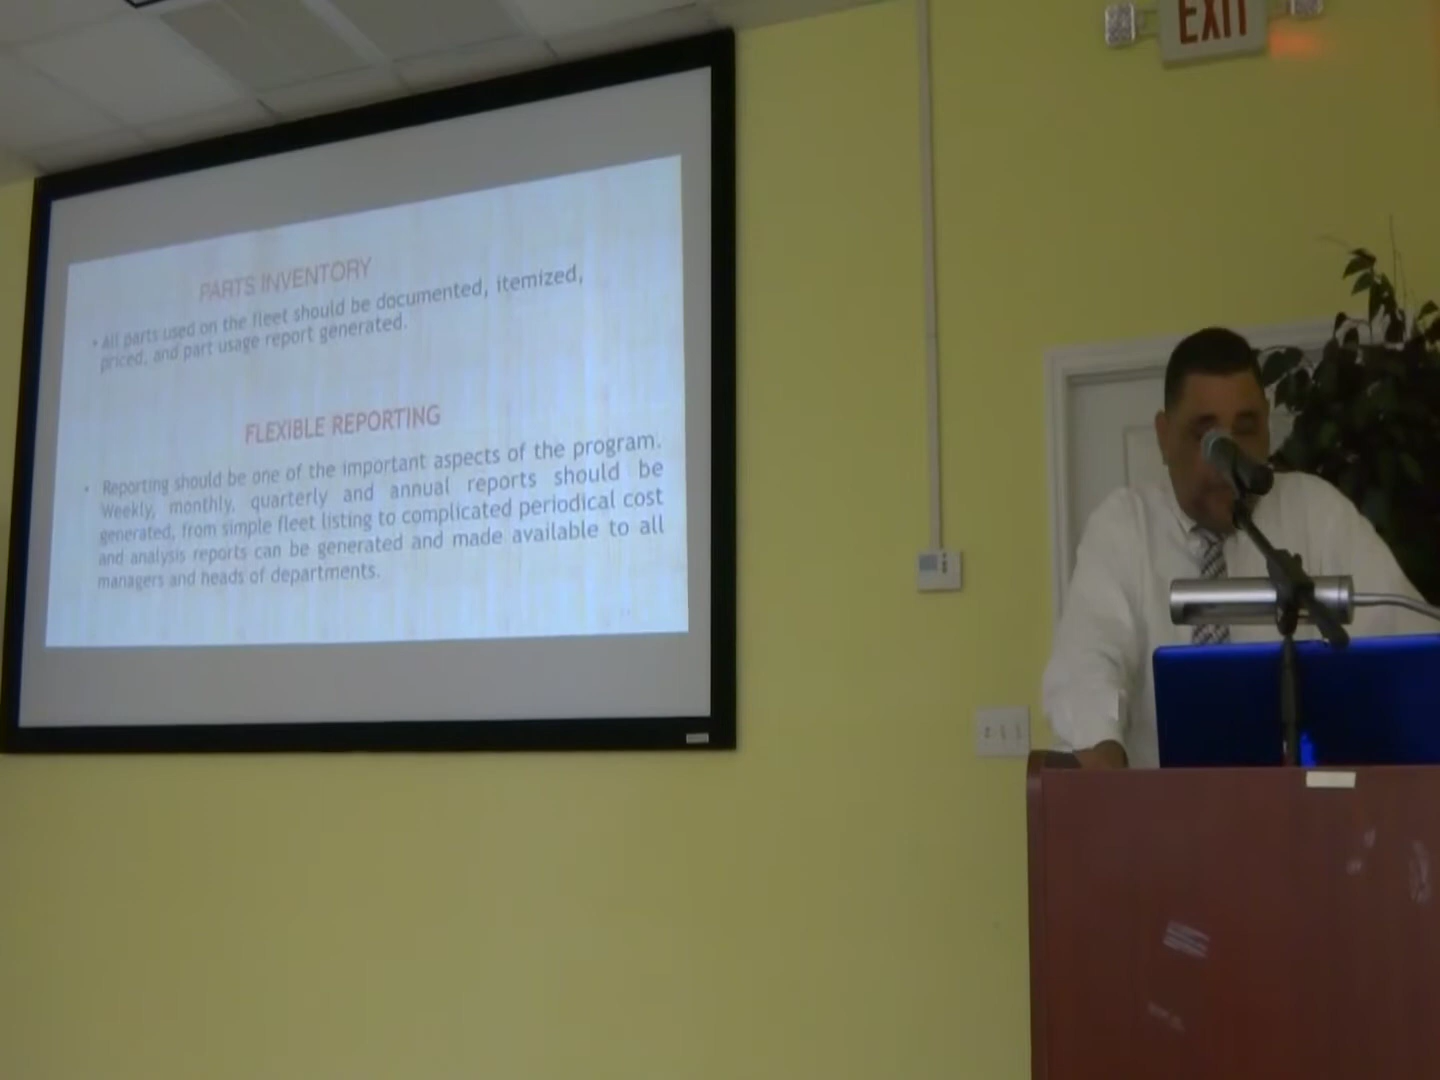 EXIT
PARTS INVENTORY
• All parts used on the fleet should be documented, itemized,
priced, and part usage report generated.
FLEXIBLE REPORTING
• Reporting should be one of the important aspects of the program.
Weekly, monthly, quarterly and annual reports should be
generated, from simple fleet listing to complicated periodical cost
and analysis reports can be generated and made available to all
managers and heads of departments.